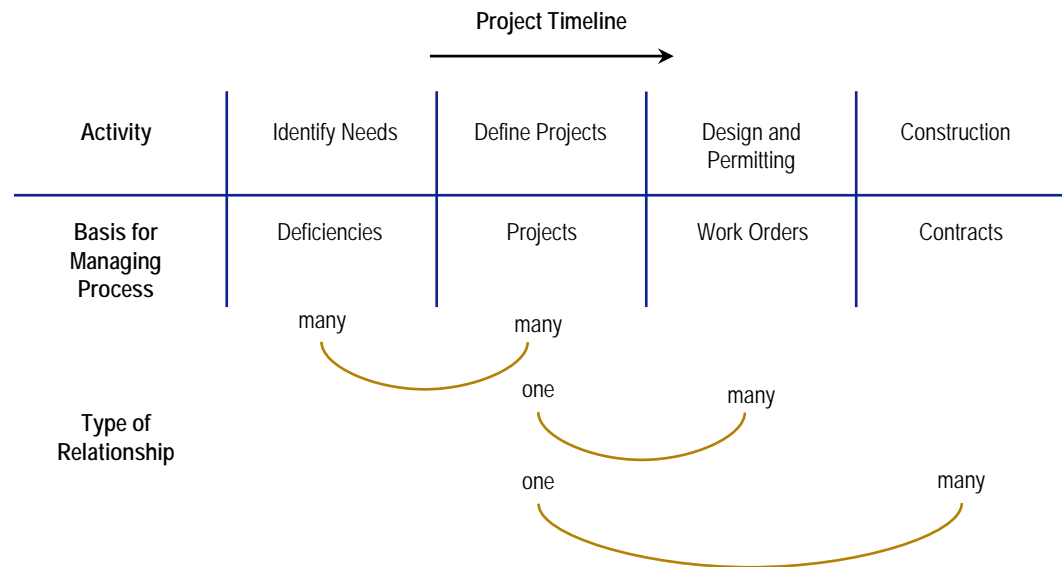 Project Timeline
Activity
Identify Needs
Define Projects
Design and
Permitting
Construction
Basis for
Managing
Process
Deficiencies
Projects
Work Orders
Contracts
many
many
one
many
Type of
Relationship
one
many